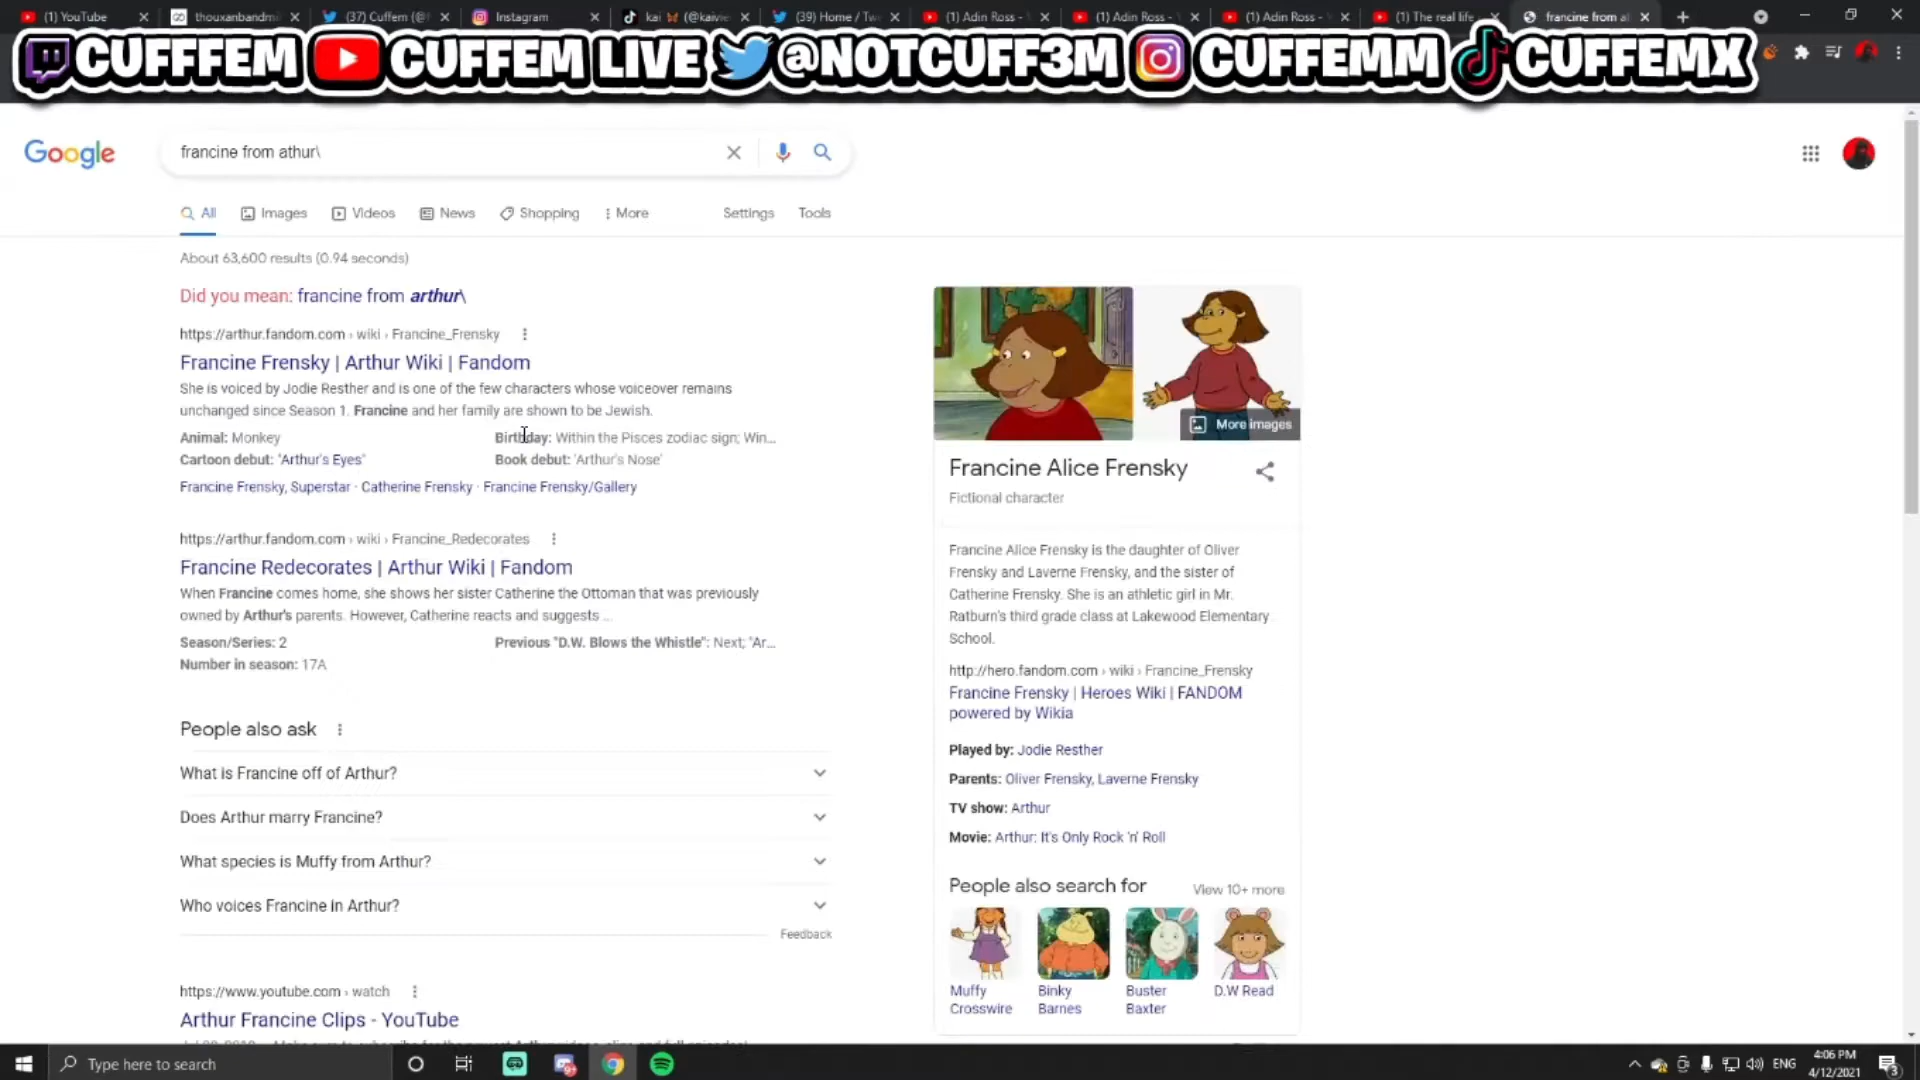 (1) YouTube
thouxanbandmi
(37) Cuffem (@
Instagram
kai (@kaivie
(39) Home / Tw
(1) Adin Ross -
(1) Adin Ross -
(1) Adin Ross -
(1) The real life
francine from at
CUFFFEM CUFFEM LIVE @NOTCUFF3M CUFFEMM CUFFEMX
Google
francine from athur\
All Images Videos News Shopping More Settings Tools
About 63,600 results (0.94 seconds)
Did you mean: francine from arthur\
https://arthur.fandom.com › wiki › Francine_Frensky
Francine Frensky | Arthur Wiki | Fandom
She is voiced by Jodie Resther and is one of the few characters whose voiceover remains
unchanged since Season 1. Francine and her family are shown to be Jewish.
Animal: Monkey
Birthday: Within the Pisces zodiac sign; Win...
Cartoon debut: "Arthur's Eyes"
Book debut: 'Arthur's Nose'
Francine Frensky, Superstar · Catherine Frensky · Francine Frensky/Gallery
https://arthur.fandom.com › wiki › Francine_Redecorates
Francine Redecorates | Arthur Wiki | Fandom
When Francine comes home, she shows her sister Catherine the Ottoman that was previously
owned by Arthur's parents. However, Catherine reacts and suggests ...
Season/Series: 2
Previous "D.W. Blows the Whistle": Next; "Ar...
Number in season: 17A
People also ask
What is Francine off of Arthur?
Does Arthur marry Francine?
What species is Muffy from Arthur?
Who voices Francine in Arthur?
Feedback
https://www.youtube.com › watch
Arthur Francine Clips - YouTube
More images
Francine Alice Frensky
Fictional character
Francine Alice Frensky is the daughter of Oliver
Frensky and Laverne Frensky, and the sister of
Catherine Frensky. She is an athletic girl in Mr.
Ratburn's third grade class at Lakewood Elementary
School.
http://hero.fandom.com › wiki › Francine_Frensky
Francine Frensky | Heroes Wiki | FANDOM
powered by Wikia
Played by: Jodie Resther
Parents: Oliver Frensky, Laverne Frensky
TV show: Arthur
Movie: Arthur: It's Only Rock 'n' Roll
People also search for
View 10+ more
Muffy
Crosswire
Binky
Barnes
Buster
Baxter
D.W Read
Type here to search
ENG
4:06 PM
4/12/2021
3